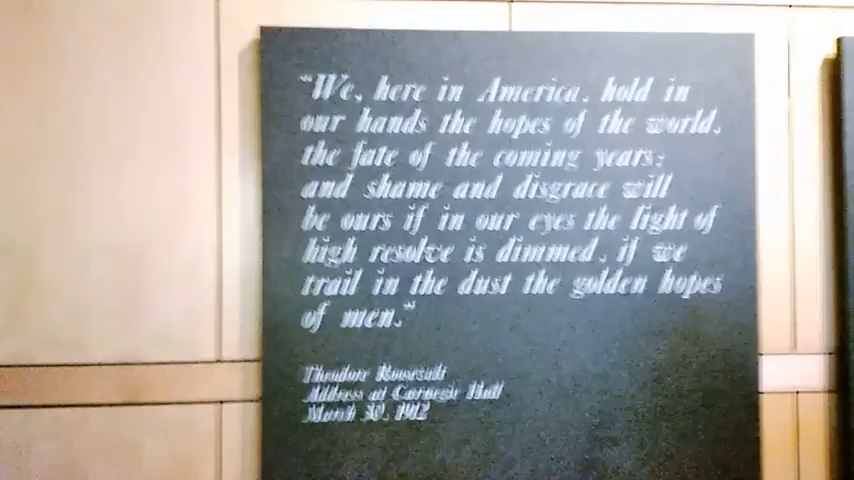 “We, here in America, hold in
our hands the hopes of the world,
the fate of the coming years;
and shame and disgrace will
be ours if in our eyes the light of
high resolve is dimmed, if we
trail in the dust the golden hopes
of men.”
Theodore Roosevelt
Address at Carnegie Hall
March 30, 1912